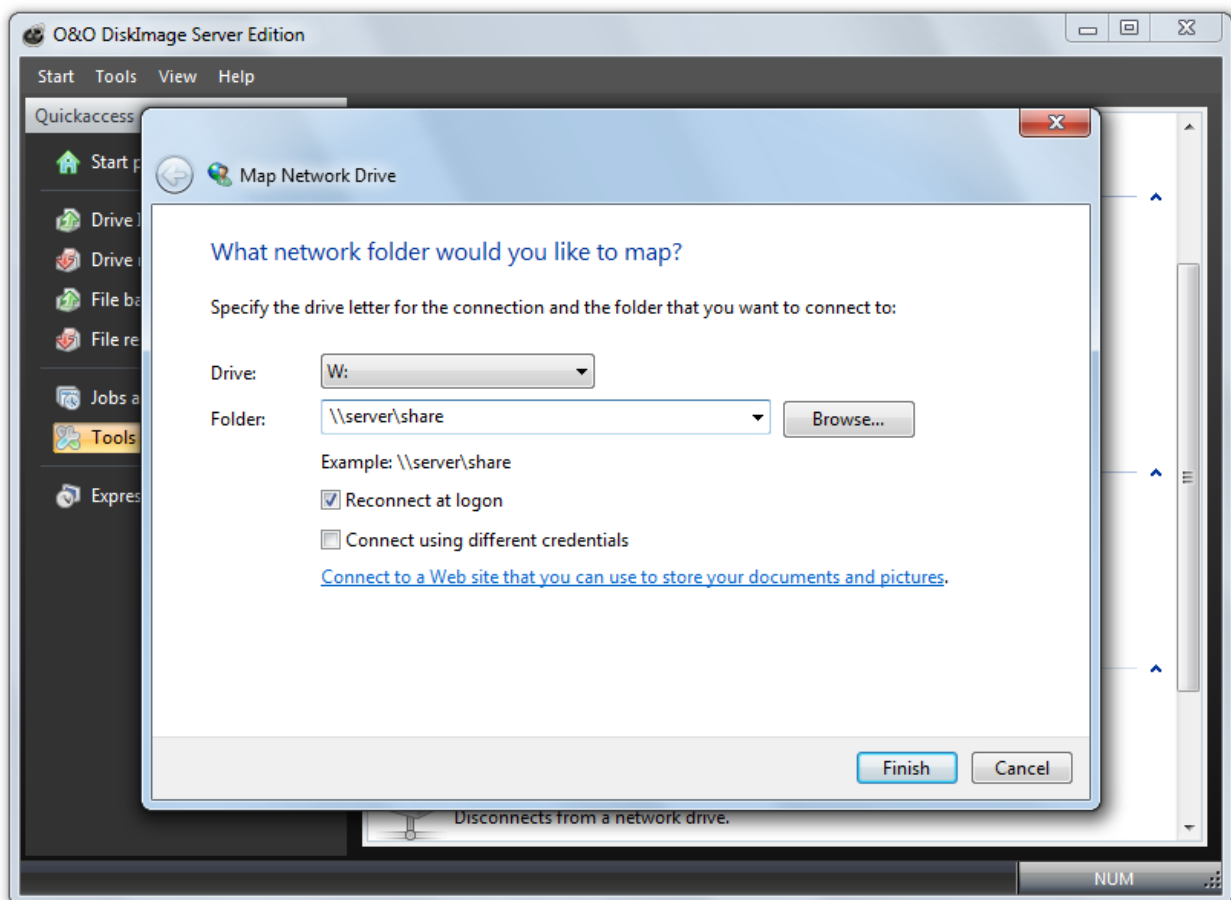 O&O DiskImage Server Edition
Start Tools View Help
Quickaccess
Map Network Drive
Start
What network folder would you like to map?
Drive
Specify the drive letter for the connection and the folder that you want to connect to:
Drive
File
File
Drive: W:
Jobs
Folder: \\server\share Browse...
Tools
Example: \\server\share
Reconnect at logon
Connect using different credentials
Connect to a Web site that you can use to store your documents and pictures.
Finish Cancel
Disconnects from a network drive.
NUM